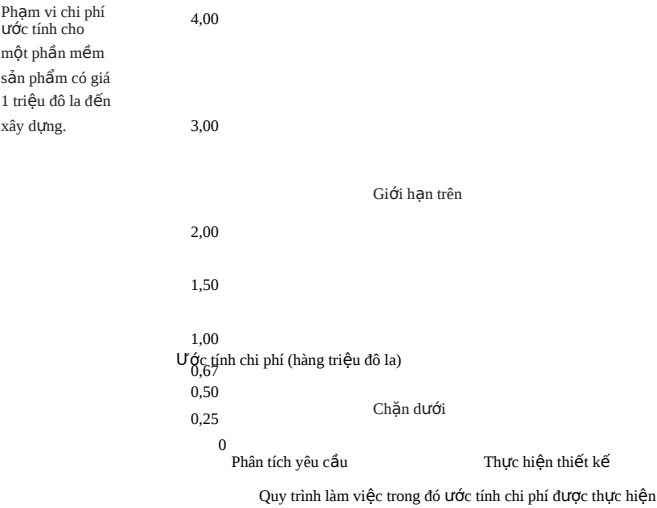 Phạm vi chi phí
ước tính cho
một phần mềm
sản phẩm có giá
1 triệu đô la đến
xây dựng.
4,00
3,00
Giới hạn trên
2,00
1,50
1,00
Ước tính chi phí (hàng triệu đô la)
0,67
0,50
Chặn dưới
0,25
0
Phân tích yêu cầu
Thực hiện thiết kế
Quy trình làm việc trong đó ước tính chi phí được thực hiện